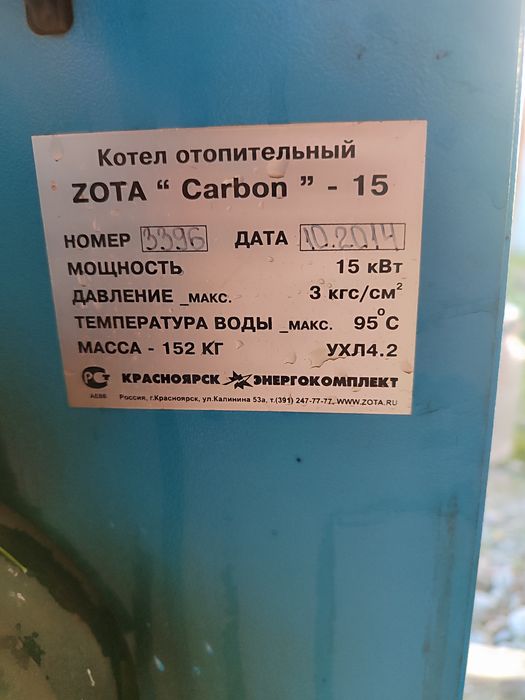 Котел отопительный
ZOTA “ Carbon ” - 15
НОМЕР 3396 ДАТА 10.2014
МОЩНОСТЬ 15 кВт
ДАВЛЕНИЕ _МАКС. 3 кгс/см²
ТЕМПЕРАТУРА ВОДЫ _МАКС. 95°С
МАССА - 152 КГ УХЛ4.2
РСТ КРАСНОЯРСК ЭНЕРГОКОМПЛЕКТ
АЕ88
Россия, г.Красноярск, ул.Калинина 53а, т.(391) 247-77-77, WWW.ZOTA.RU